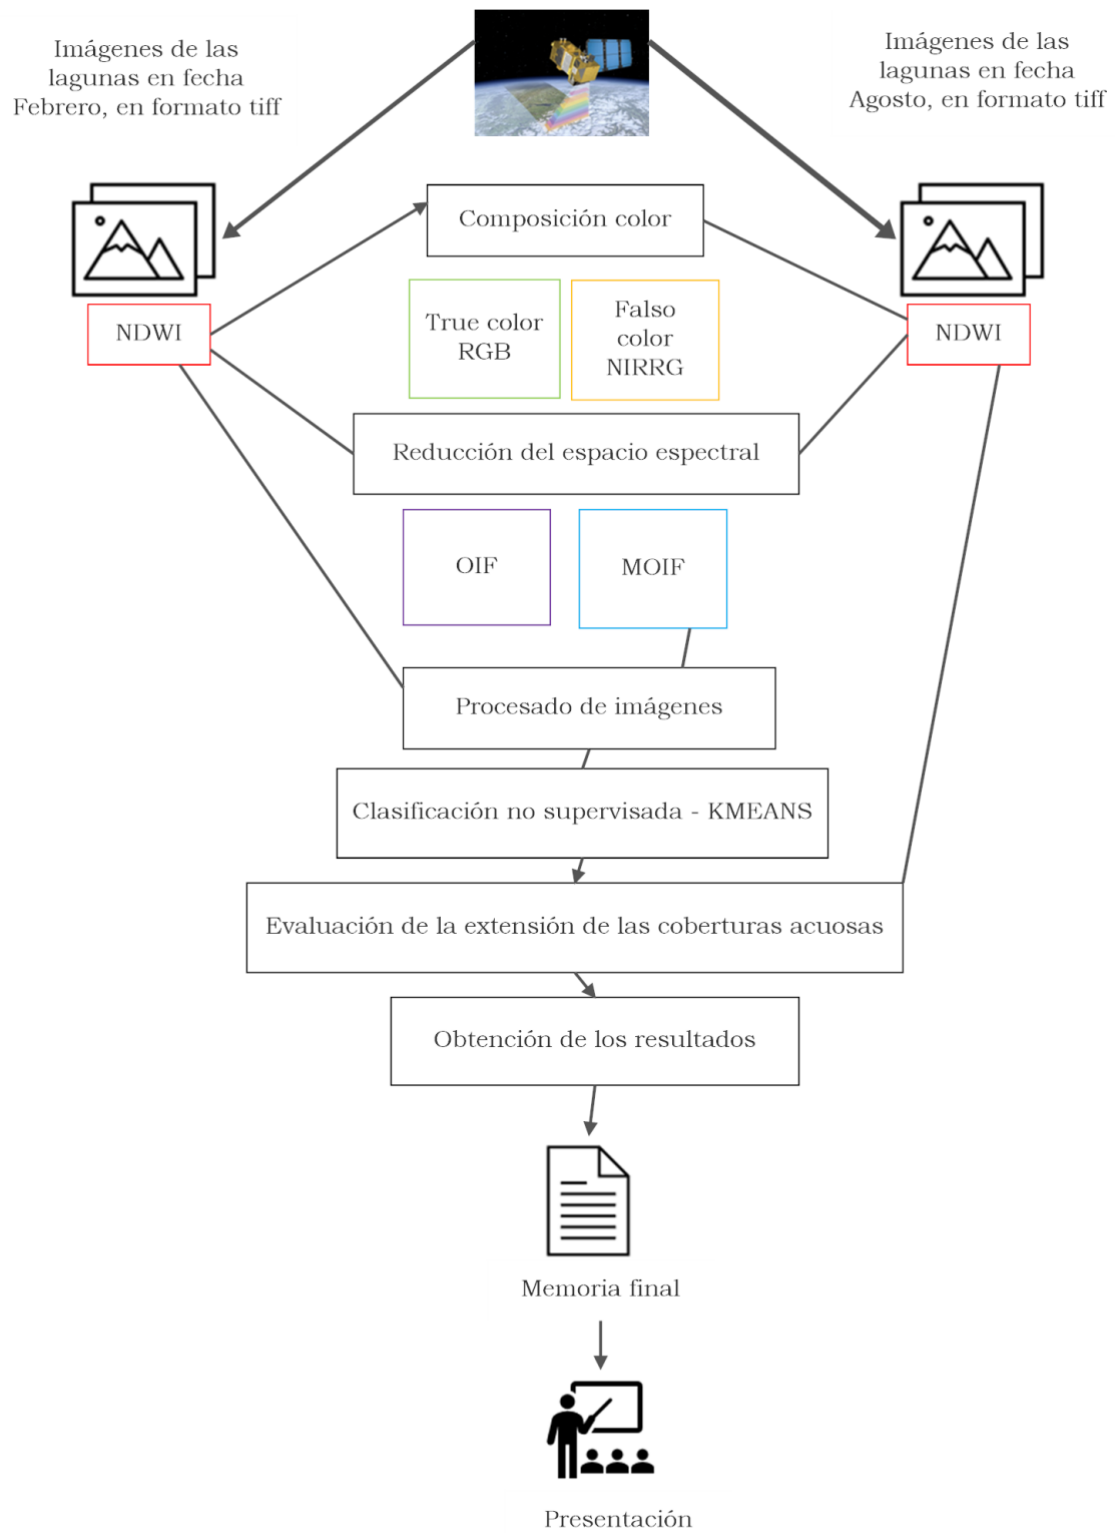 Imágenes de las
lagunas en fecha
Febrero, en formato tiff
Imágenes de las
lagunas en fecha
Agosto, en formato tiff
Composición color
NDWI
True color
RGB
Falso
color
NIRRG
NDWI
Reducción del espacio espectral
OIF
MOIF
Procesado de imágenes
Clasificación no supervisada - KMEANS
Evaluación de la extensión de las coberturas acuosas
Obtención de los resultados
Memoria final
Presentación